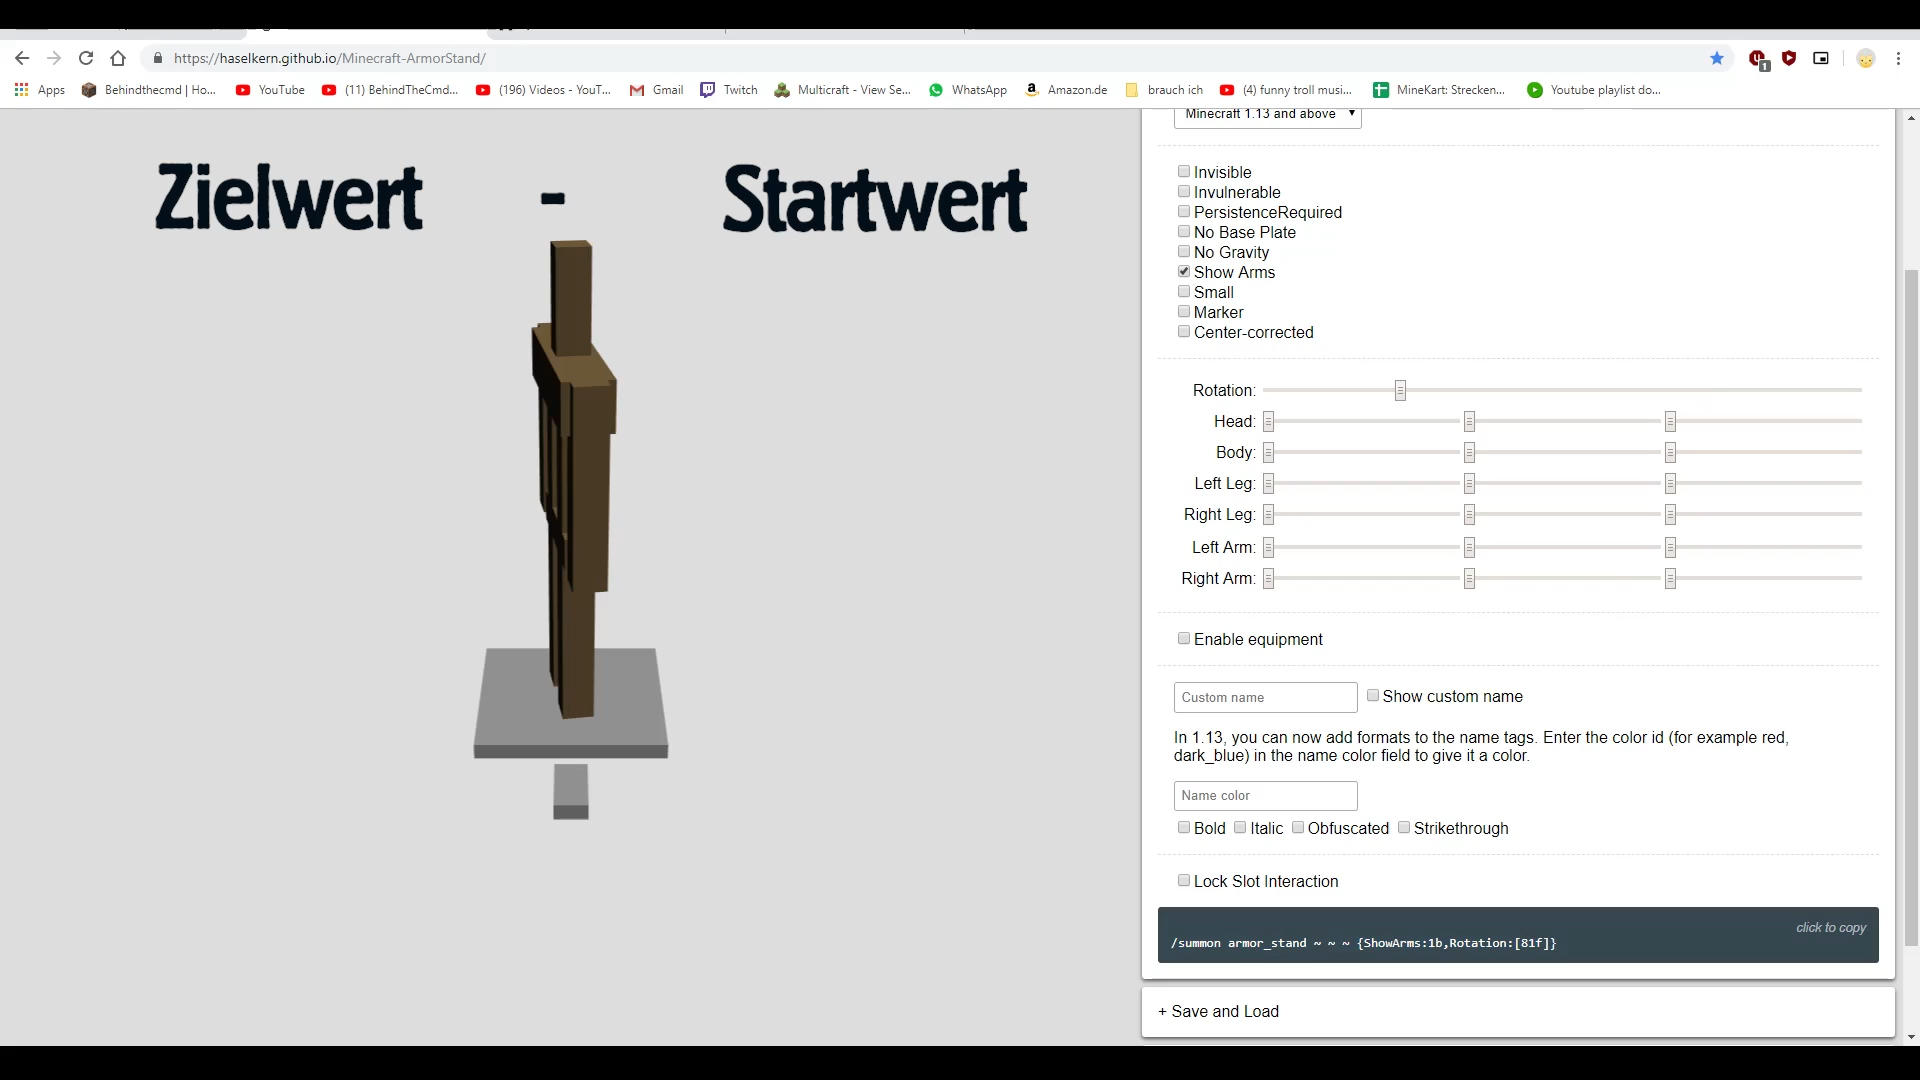 https://haselkern.github.io/Minecraft-ArmorStand/
1
Apps
Behindthecmd | Ho...
YouTube
(11) BehindTheCmd...
(196) Videos - YouT...
Gmail
Twitch
Multicraft - View Se...
WhatsApp
Amazon.de
brauch ich
(4) funny troll musi...
MineKart: Strecken...
Youtube playlist do...
Zielwert - Startwert
Minecraft 1.13 and above
Invisible
Invulnerable
PersistenceRequired
No Base Plate
No Gravity
Show Arms
Small
Marker
Center-corrected
Rotation:
Head:
Body:
Left Leg:
Right Leg:
Left Arm:
Right Arm:
Enable equipment
Custom name
Show custom name
In 1.13, you can now add formats to the name tags. Enter the color id (for example red,
dark_blue) in the name color field to give it a color.
Name color
Bold Italic Obfuscated Strikethrough
Lock Slot Interaction
click to copy
/summon armor_stand ~ ~ ~ {ShowArms:1b,Rotation:[81f]}
+ Save and Load